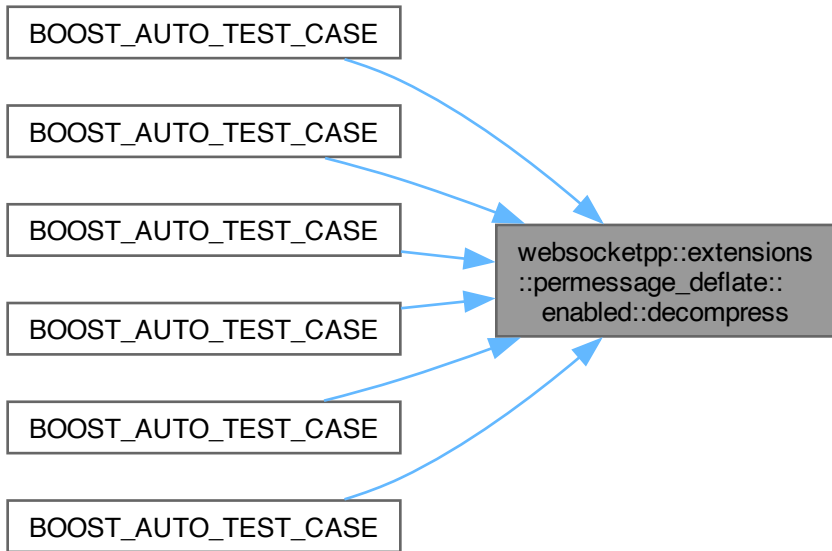 BOOST_AUTO_TEST_CASE
BOOST_AUTO_TEST_CASE
BOOST_AUTO_TEST_CASE
BOOST_AUTO_TEST_CASE
BOOST_AUTO_TEST_CASE
BOOST_AUTO_TEST_CASE
websocketpp::extensions
::permessage_deflate::
enabled::decompress